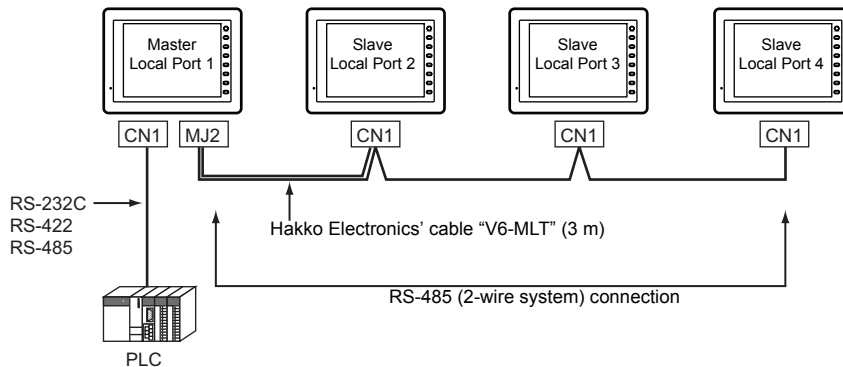 Master
Local Port 1
Slave
Local Port 2
Slave
Local Port 3
Slave
Local Port 4
CN1
MJ2
CN1
CN1
CN1
RS-232C
RS-422
RS-485
Hakko Electronics’ cable “V6-MLT” (3 m)
RS-485 (2-wire system) connection
PLC